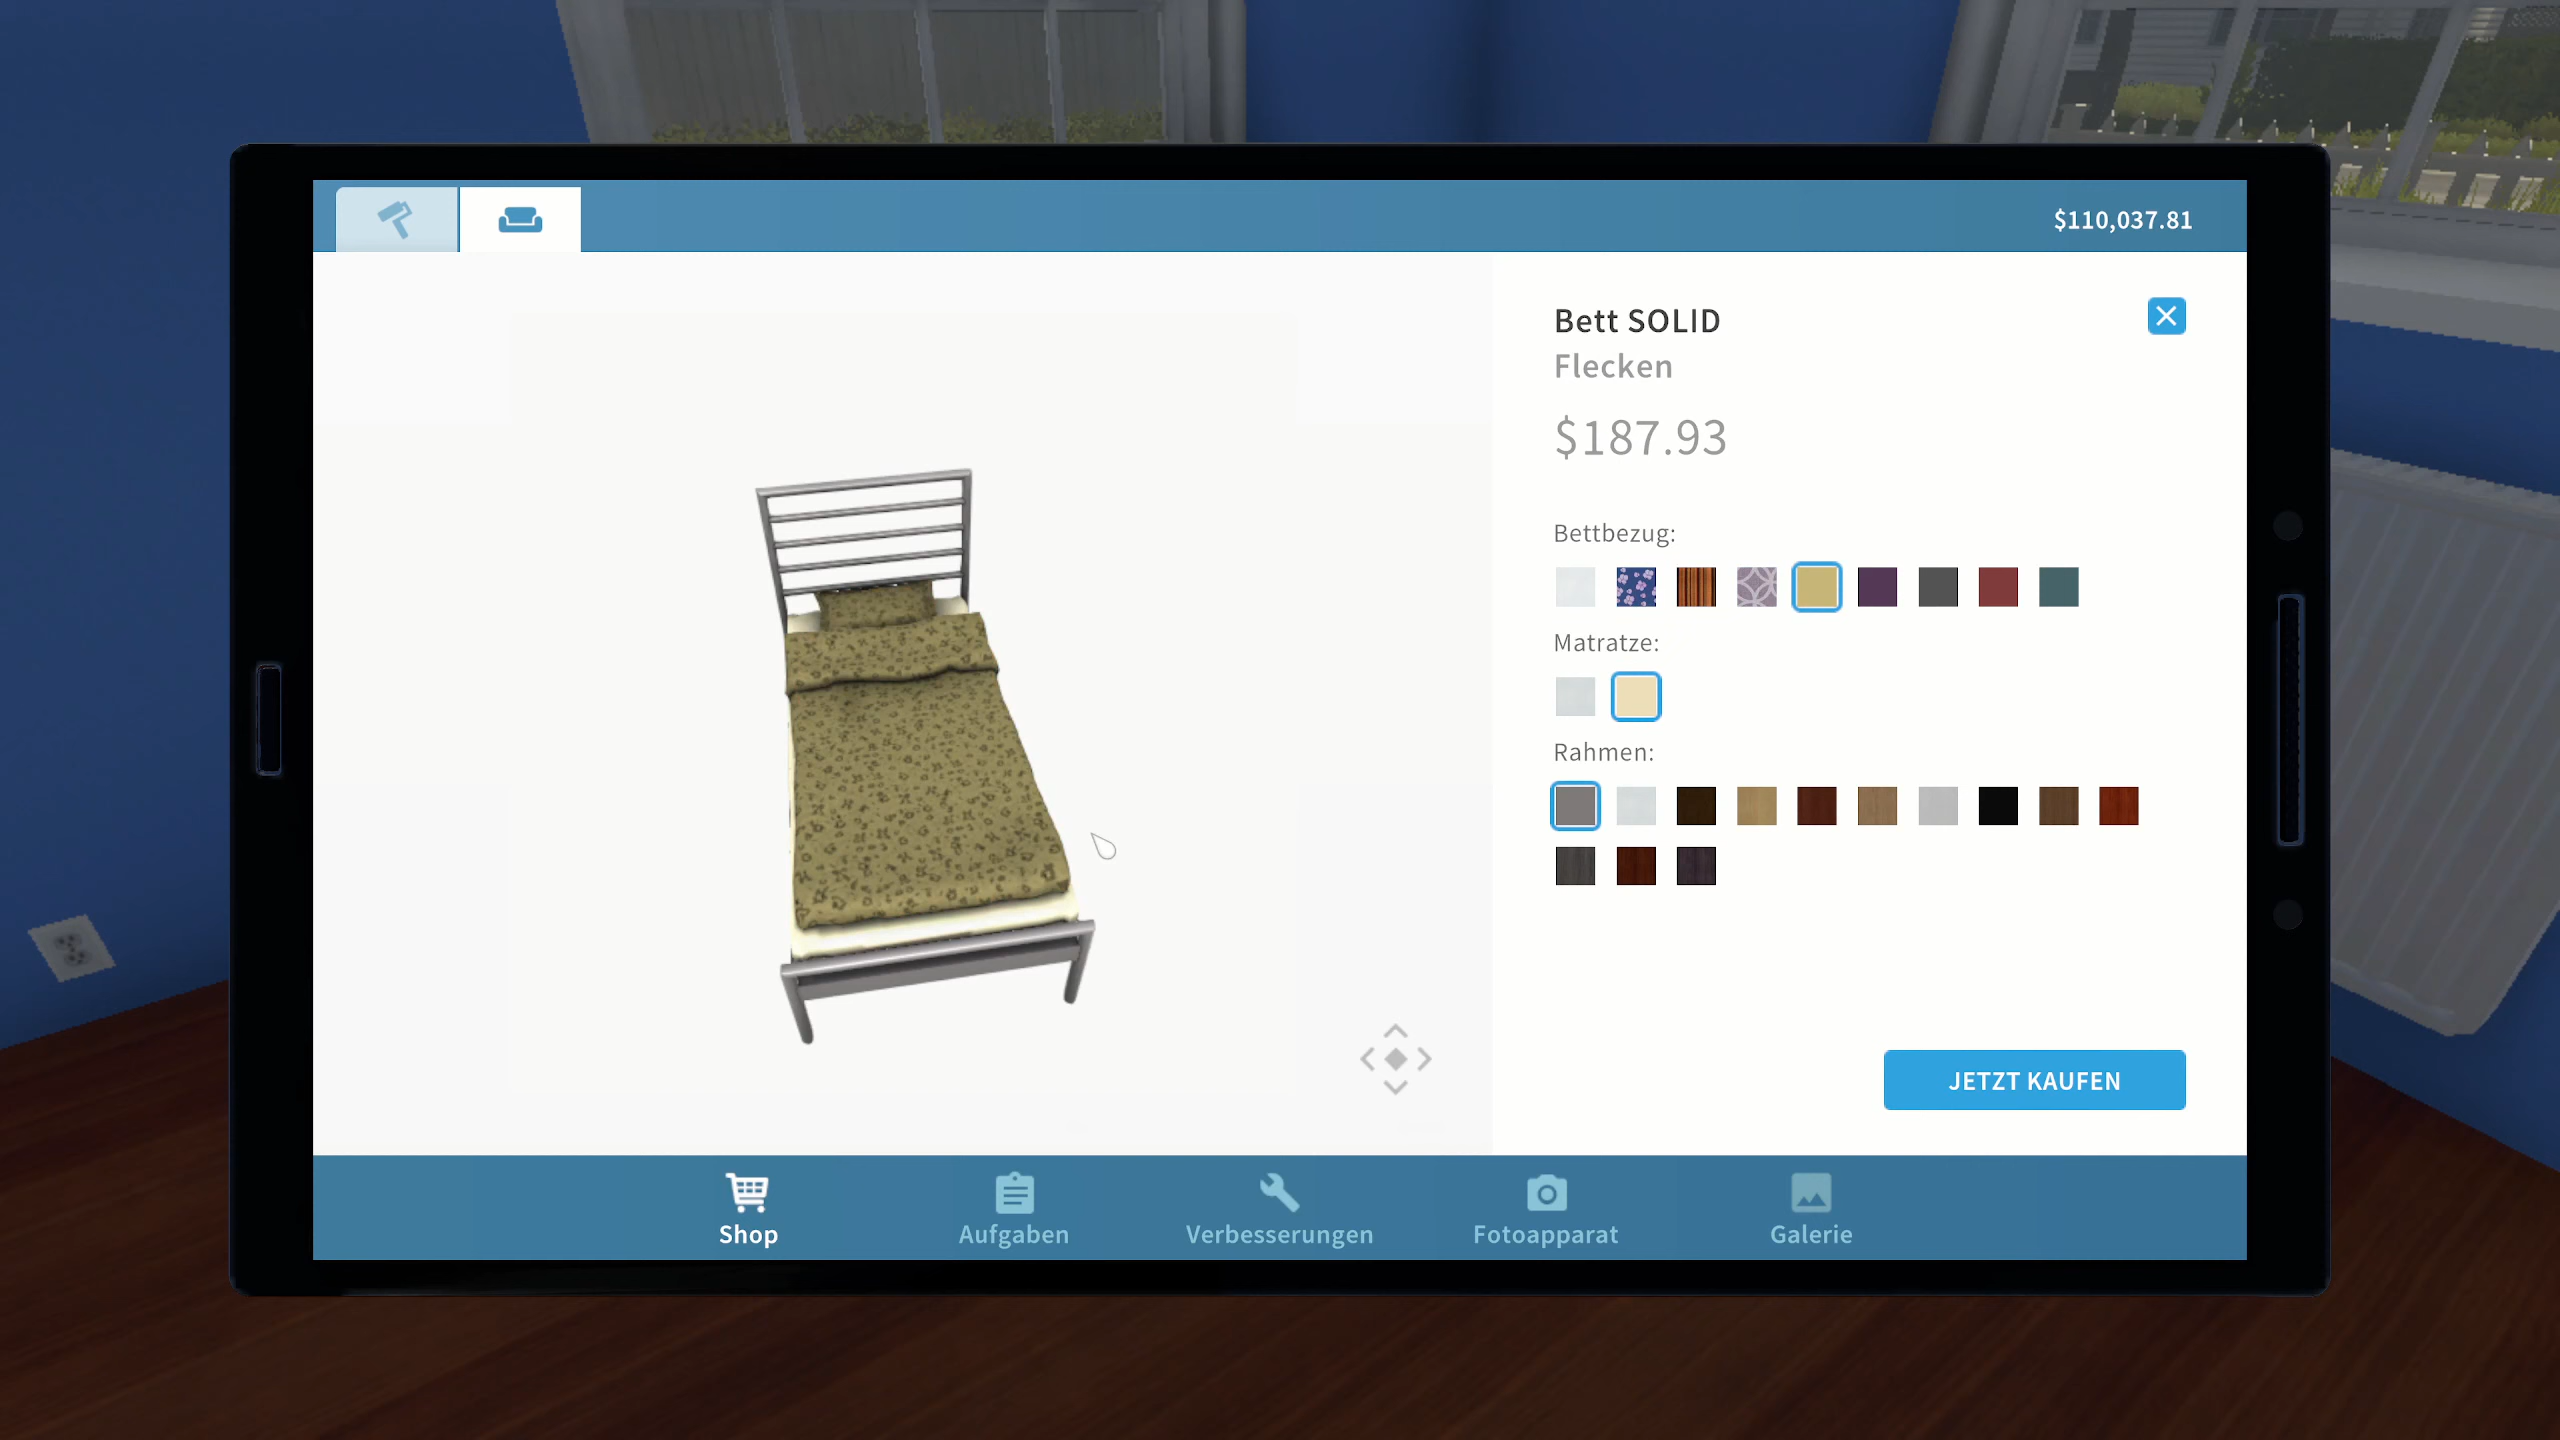 $110,037.81
Bett SOLID
Flecken
$187.93
Bettbezug:
Matratze:
Rahmen:
JETZT KAUFEN
Shop
Aufgaben
Verbesserungen
Fotoapparat
Galerie